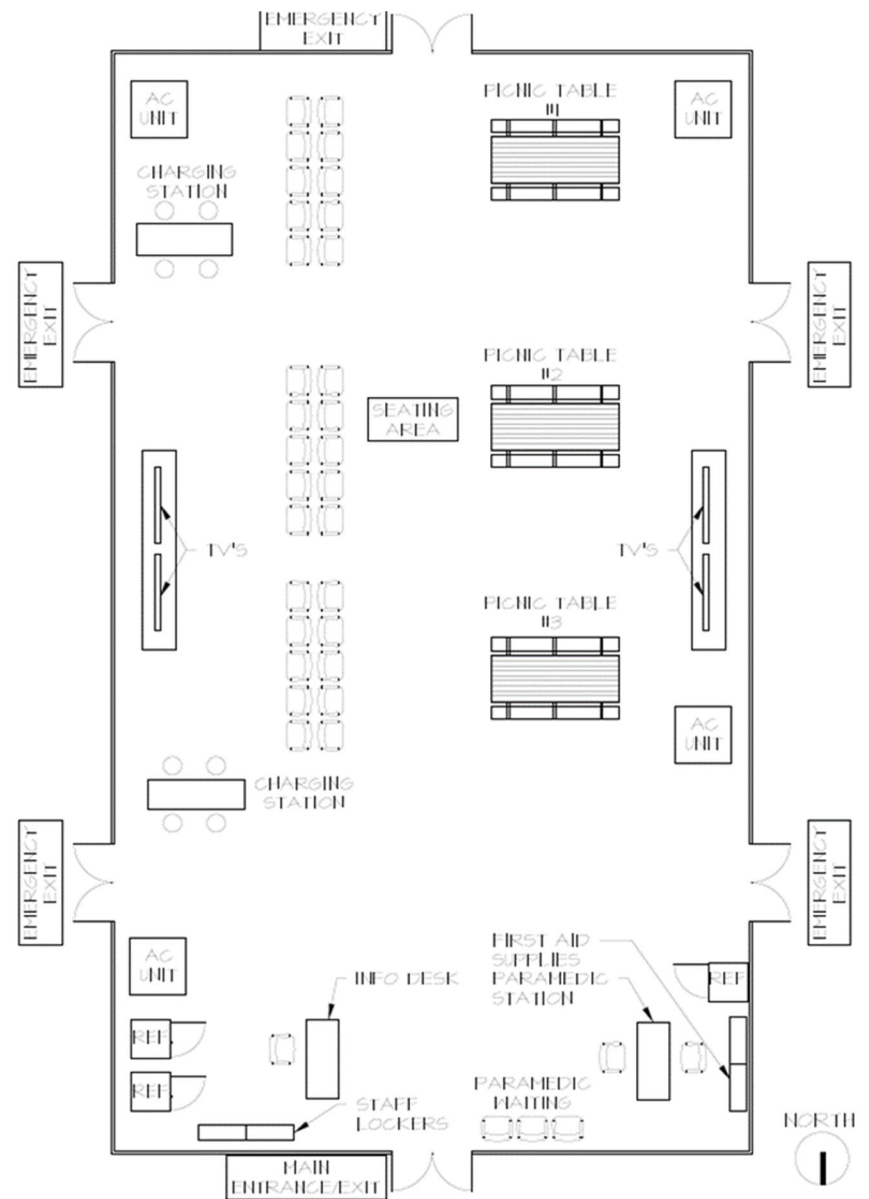 EMERGENCY
EXIT
AC
UNIT
PICNIC TABLE
#1
AC
UNIT
CHARGING
STATION
EMERGENCY
EXIT
EMERGENCY
EXIT
PICNIC TABLE
#2
SEATING
AREA
TV'S
TV'S
PICNIC TABLE
#3
AC
UNIT
CHARGING
STATION
EMERGENCY
EXIT
EMERGENCY
EXIT
AC
UNIT
FIRST AID
SUPPLIES
INFO DESK
PARAMEDIC
STATION
REF
REF
REF
PARAMEDIC
WAITING
STAFF
LOCKERS
NORTH
MAIN
ENTRANCE/EXIT